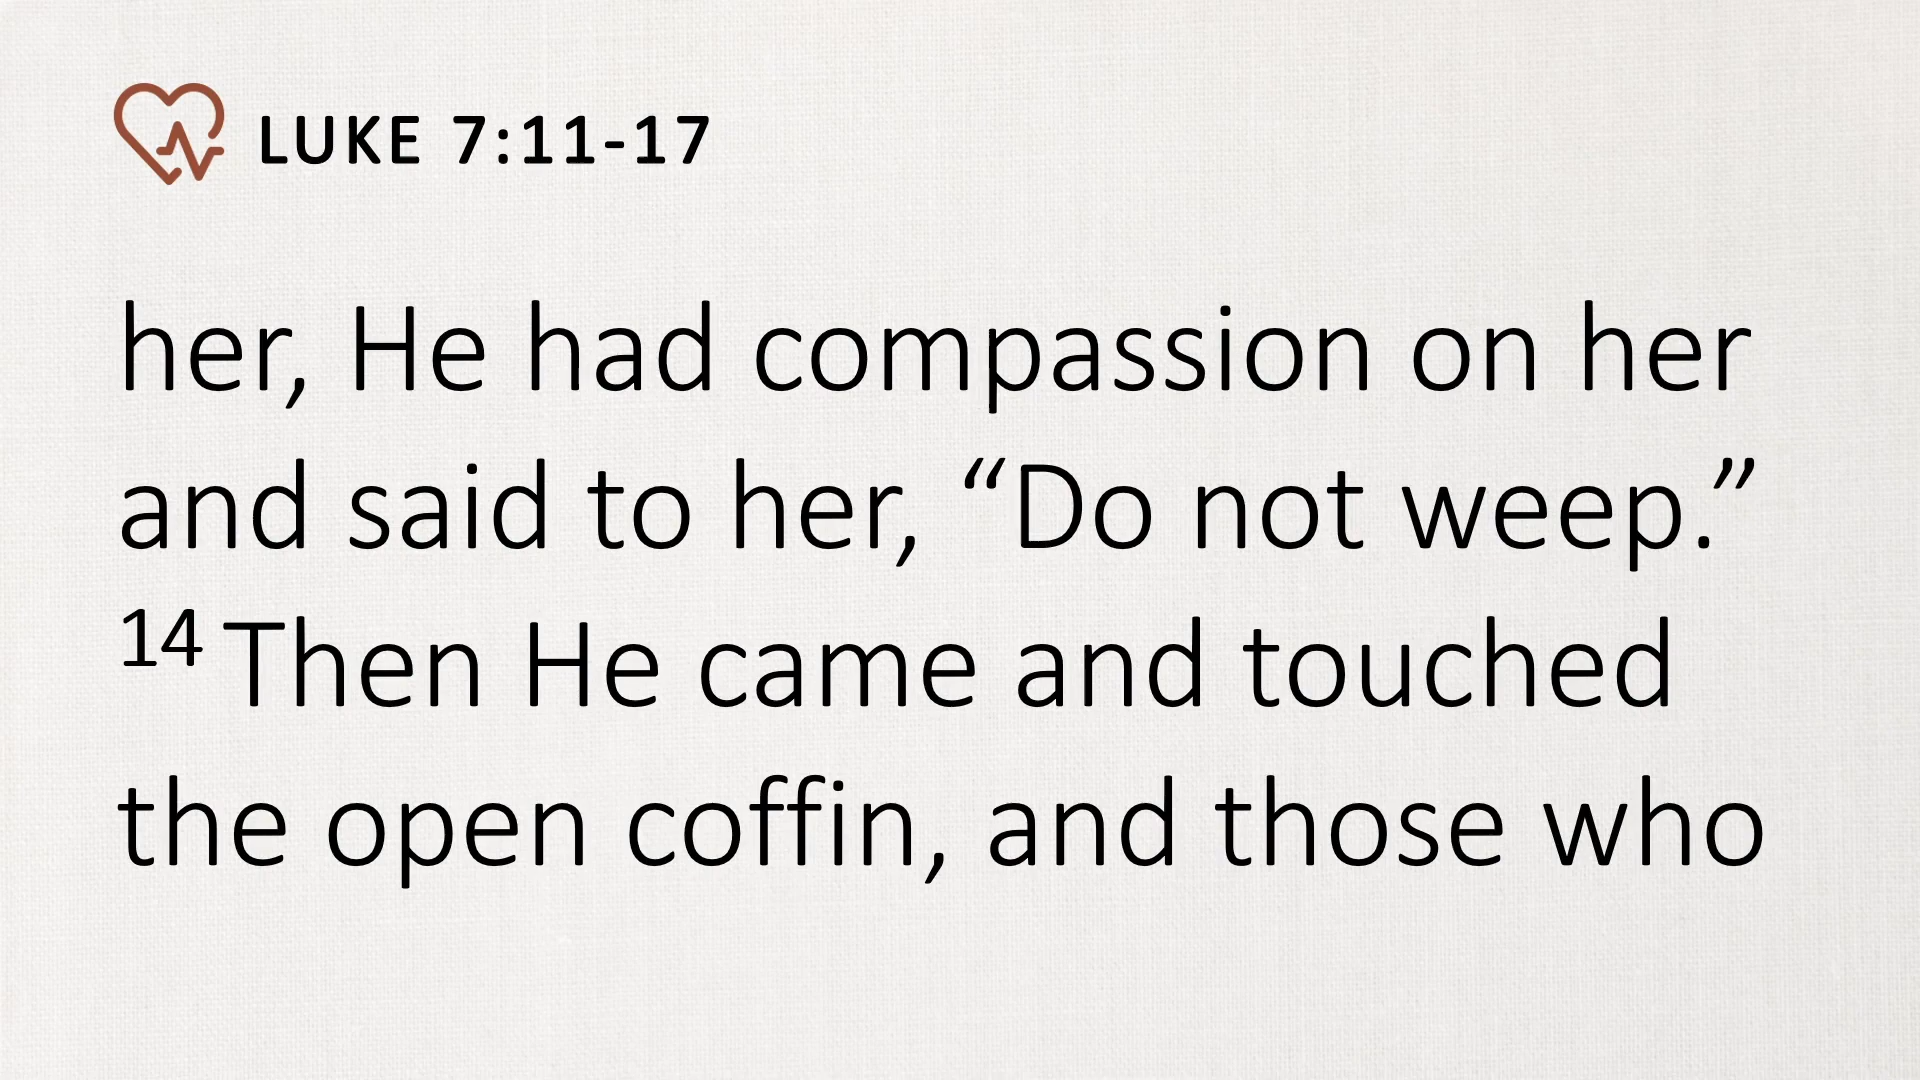 LUKE 7:11-17
her, He had compassion on her
and said to her, “Do not weep.”
14 Then He came and touched
the open coffin, and those who